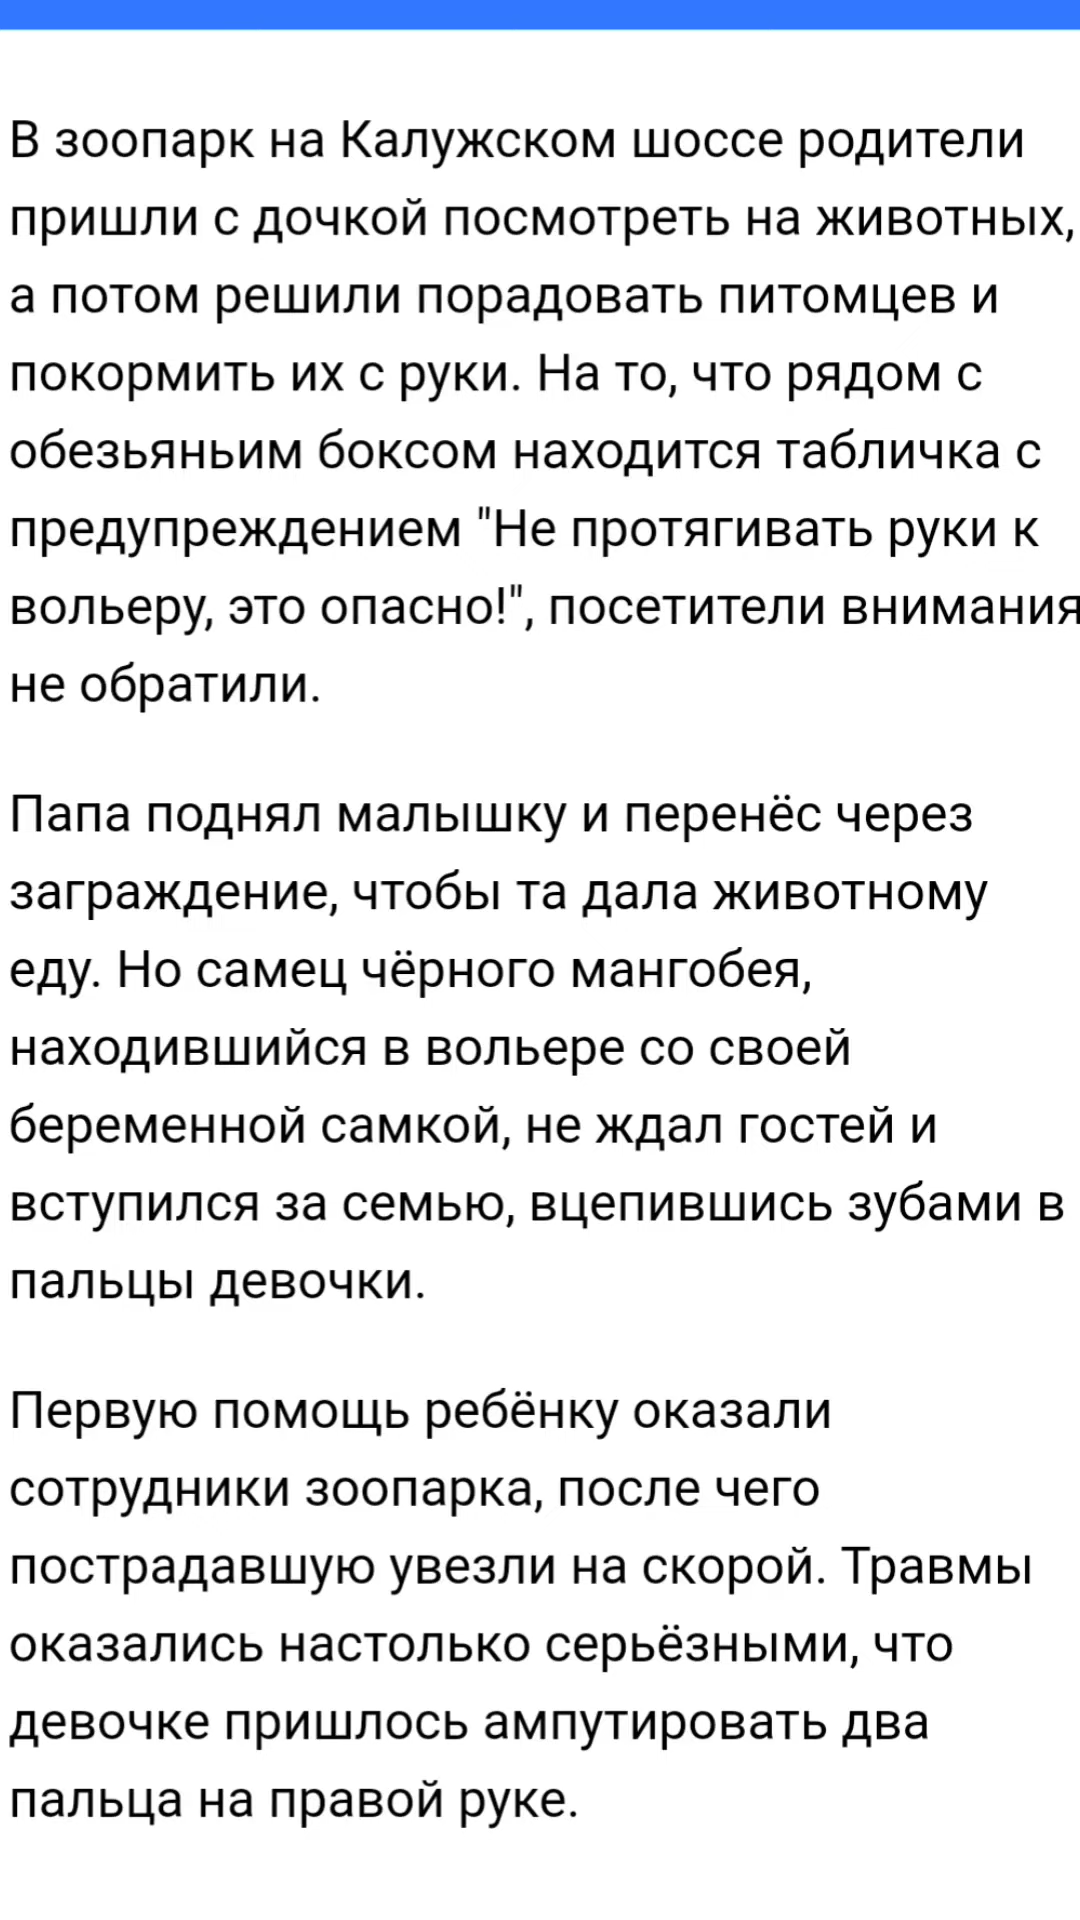 В зоопарк на Калужском шоссе родители
пришли с дочкой посмотреть на животных,
а потом решили порадовать питомцев и
покормить их с руки. На то, что рядом с
обезьяньим боксом находится табличка с
предупреждением "Не протягивать руки к
вольеру, это опасно!", посетители внимания
не обратили.
Папа поднял малышку и перенёс через
заграждение, чтобы та дала животному
еду. Но самец чёрного мангобея,
находившийся в вольере со своей
беременной самкой, не ждал гостей и
вступился за семью, вцепившись зубами в
пальцы девочки.
Первую помощь ребёнку оказали
сотрудники зоопарка, после чего
пострадавшую увезли на скорой. Травмы
оказались настолько серьёзными, что
девочке пришлось ампутировать два
пальца на правой руке.